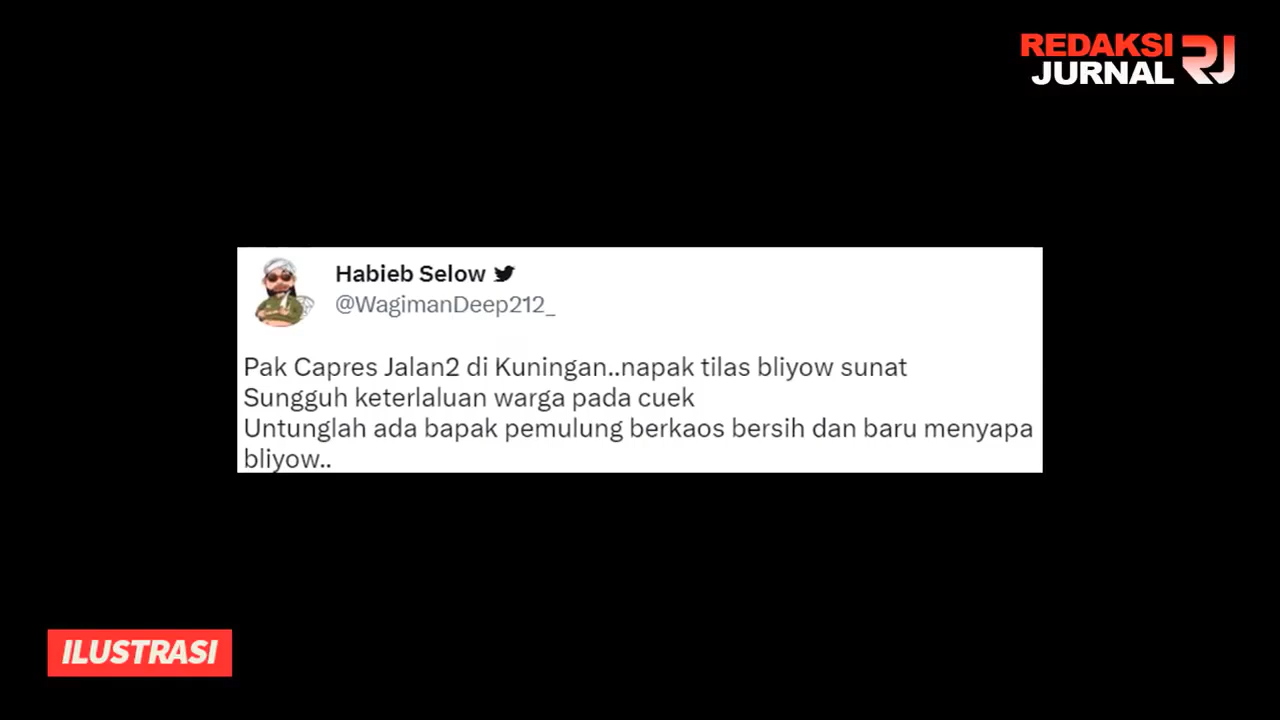 REDAKSI
JURNAL RJ
Habieb Selow
@WagimanDeep212_
Pak Capres Jalan2 di Kuningan..napak tilas bliyow sunat
Sungguh keterlaluan warga pada cuek
Untunglah ada bapak pemulung berkaos bersih dan baru menyapa
bliyow..
ILUSTRASI